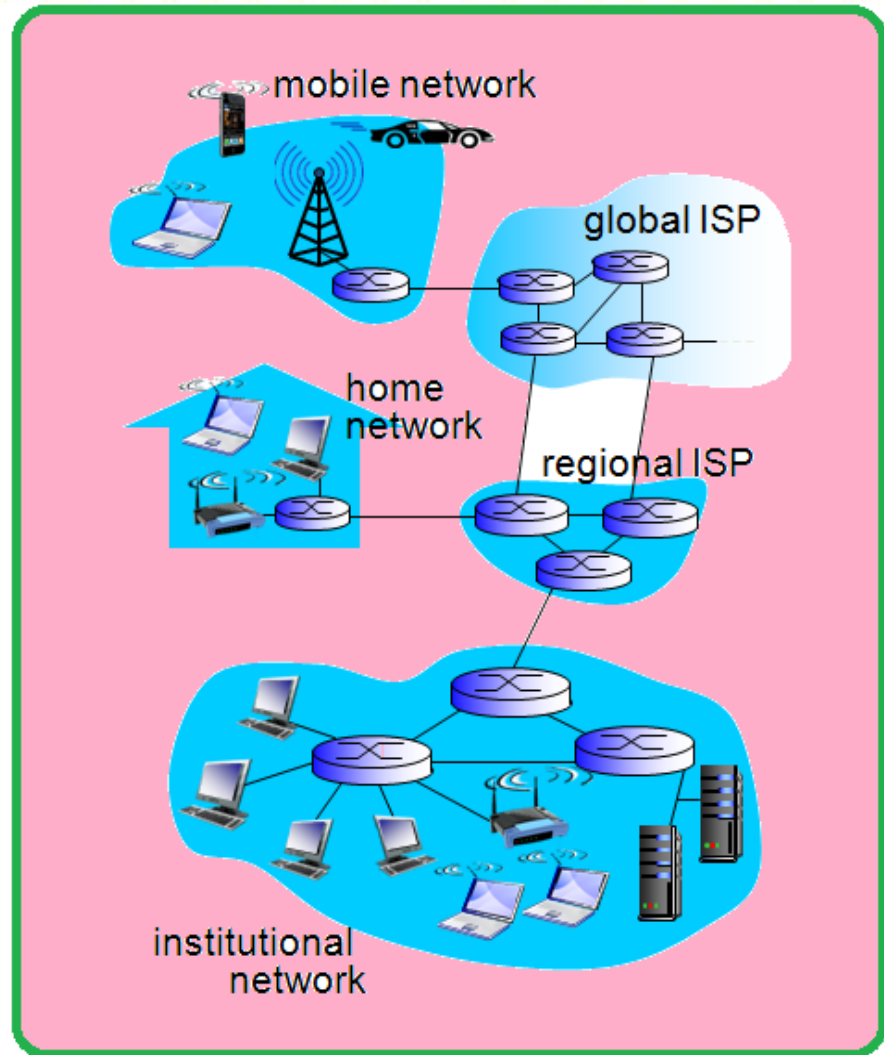 mobile network
global ISP
home
network
regional ISP
institutional
network